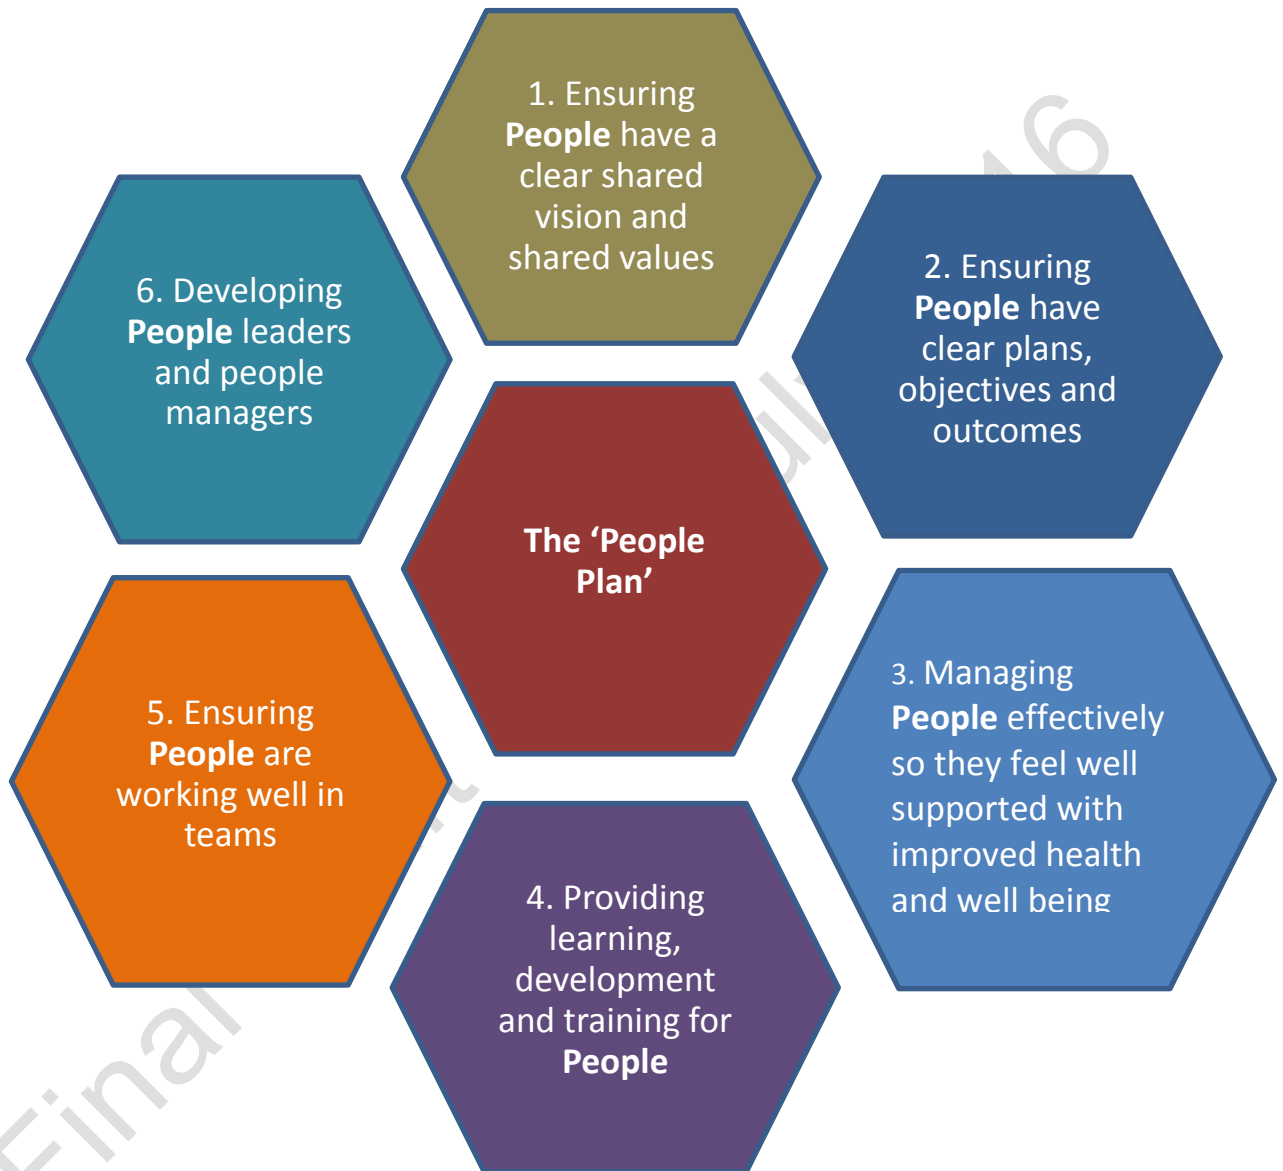 1. Ensuring
People have a
clear shared
vision and
shared values
2. Ensuring
People have
clear plans,
objectives and
outcomes
3. Managing
People effectively
so they feel well
supported with
improved health
and well being
4. Providing
learning,
development
and training for
People
5. Ensuring
People are
working well in
teams
6. Developing
People leaders
and people
managers
The ‘People
Plan’
Final